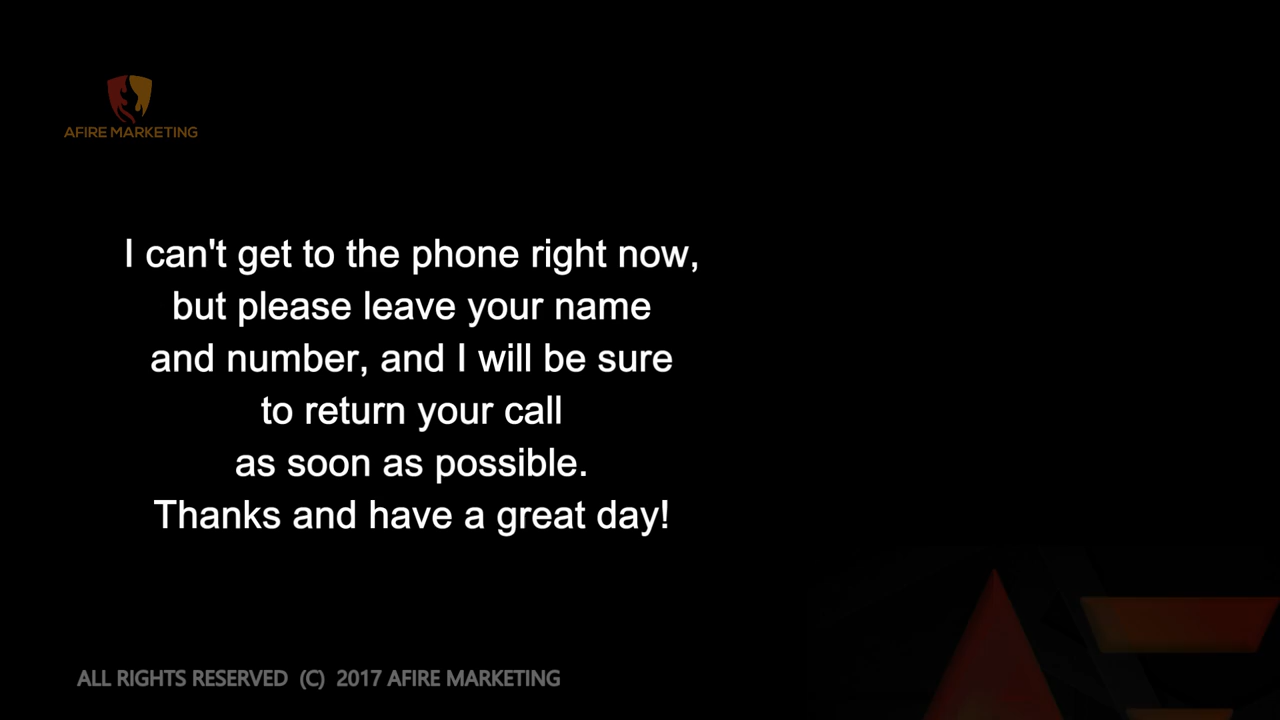 AFIRE MARKETING
I can't get to the phone right now,
but please leave your name
and number, and I will be sure
to return your call
as soon as possible.
Thanks and have a great day!
ALL RIGHTS RESERVED (C) 2017 AFIRE MARKETING